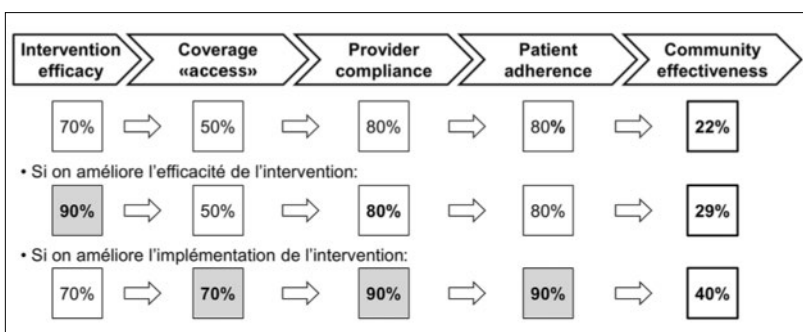 Intervention efficacy
Coverage «access»
Provider compliance
Patient adherence
Community effectiveness
70% 50% 80% 80% 22%
• Si on améliore l'efficacité de l'intervention:
90% 50% 80% 80% 29%
• Si on améliore l'implémentation de l'intervention:
70% 70% 90% 90% 40%